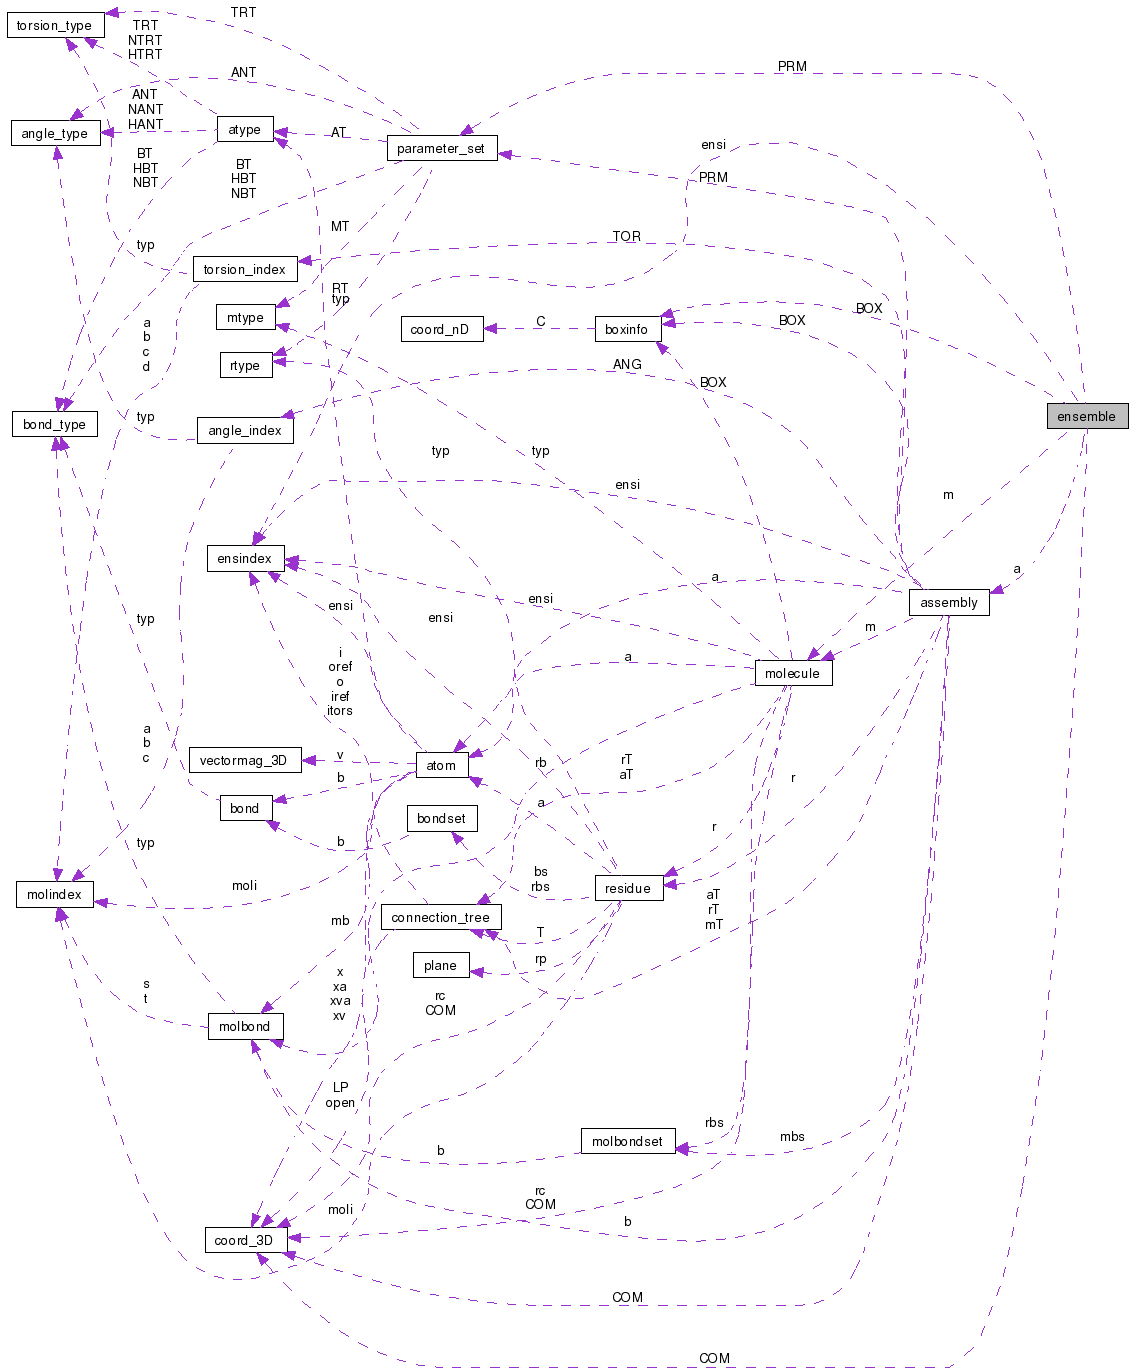 TRT
torsion_type
TRT
NTRT
HTRT
PRM
ANT
ANT
NANT
HANT
atype
AT
angle_type
parameter_set
ensi
BT
HBT
NBT
BT
HBT
NBT
PRM
MT
TOR
typ
torsion_index
RT
typ
BOX
mtype
coord_nD
C
boxinfo
BOX
a
b
c
d
rtype
ANG
BOX
ensemble
bond_type
typ
angle_index
typ
typ
ensi
m
ensindex
a
a
ensi
assembly
ensi
ensi
typ
m
i
oref
o
iref
itors
a
molecule
a
b
c
vectormag_3D
v
atom
rb
rT
aT
r
b
bond
a
bondset
r
typ
b
bs
rbs
moli
residue
molindex
aT
rT
mT
mb
connection_tree
T
plane
rp
x
xa
xva
xv
s
t
rc
COM
molbond
LP
open
rbs
molbondset
mbs
b
rc
COM
moli
b
coord_3D
COM
COM